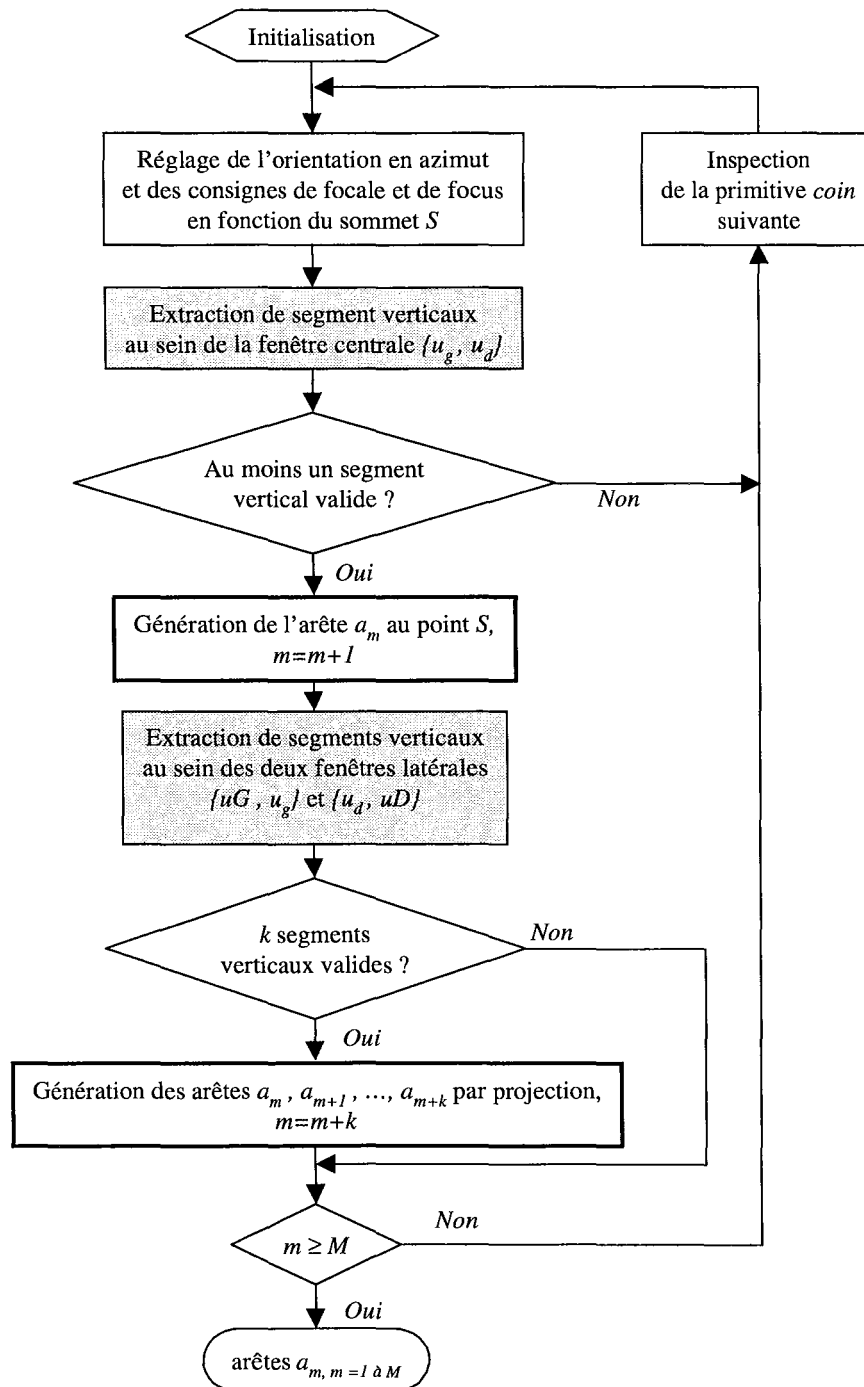 Initialisation
Réglage de l'orientation en azimut
et des consignes de focale et de focus
en fonction du sommet S
Inspection
de la primitive coin
suivante
Extraction de segment verticaux
au sein de la fenêtre centrale {u_g, u_d}
Au moins un segment
vertical valide ?
Non
Oui
Génération de l'arête a_m au point S,
m=m+1
Extraction de segments verticaux
au sein des deux fenêtres latérales
{uG , u_g} et {u_d, uD}
k segments
verticaux valides ?
Non
Oui
Génération des arêtes a_m , a_{m+1} , ..., a_{m+k} par projection,
m=m+k
m ≥ M
Non
Oui
arêtes a_{m, m =1 à M}